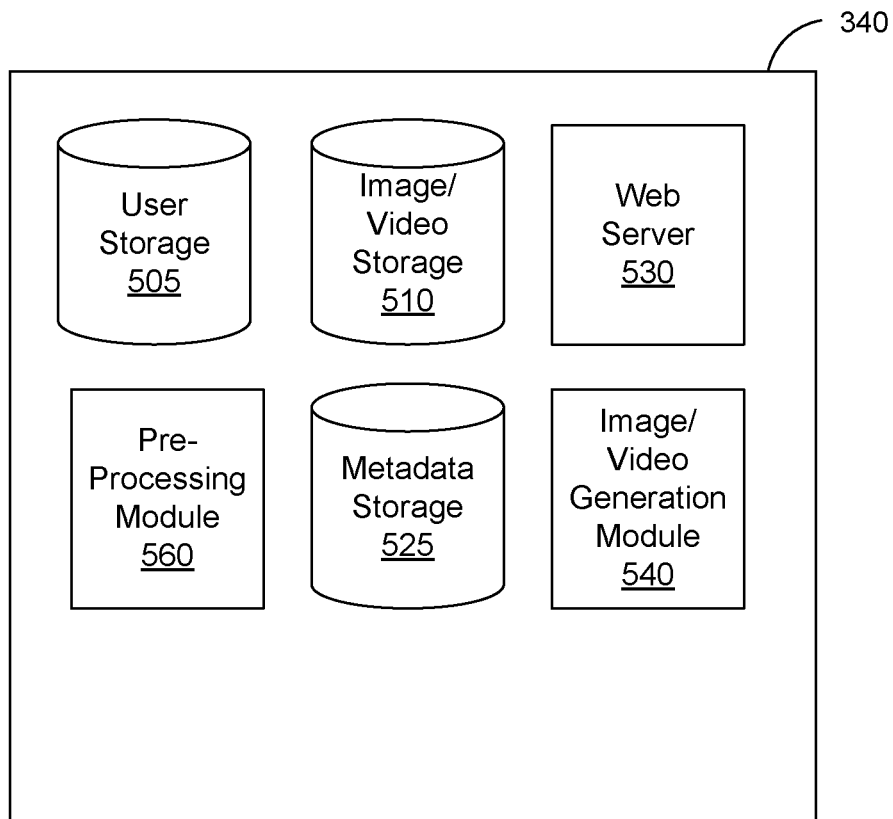 340
User
Storage
505
Image/
Video
Storage
510
Web
Server
530
Pre-
Processing
Module
560
Metadata
Storage
525
Image/
Video
Generation
Module
540